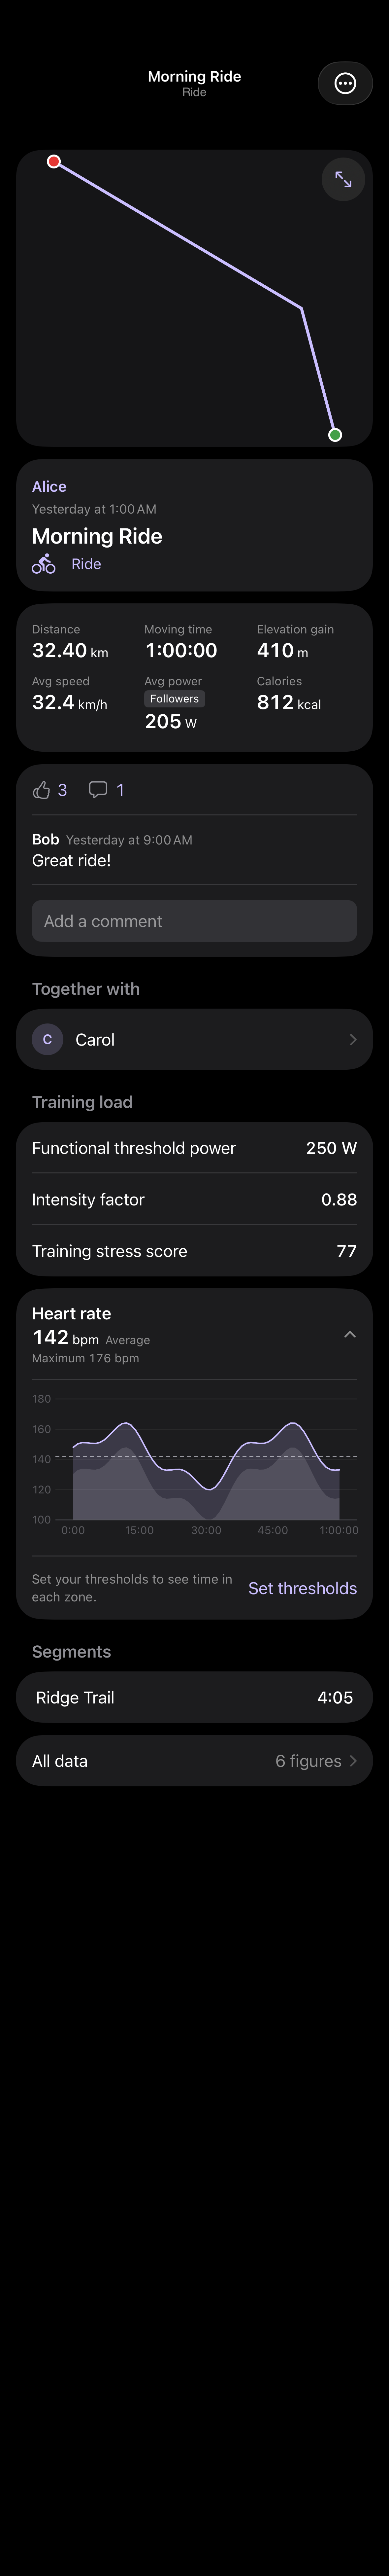 Morning Ride
Ride
Alice
Yesterday at 1:00 AM
Morning Ride
Ride
Distance
32.40 km
Moving time
1:00:00
Elevation gain
410 m
Avg speed
32.4 km/h
Avg power
Followers
205 W
Calories
812 kcal
3
1
Bob Yesterday at 9:00 AM
Great ride!
Add a comment
Together with
C
Carol
Training load
Functional threshold power 250 W
Intensity factor 0.88
Training stress score 77
Heart rate
142 bpm Average
Maximum 176 bpm
180
160
140
120
100
0:00 15:00 30:00 45:00 1:00:00
Set your thresholds to see time in
each zone.
Set thresholds
Segments
Ridge Trail 4:05
All data 6 figures